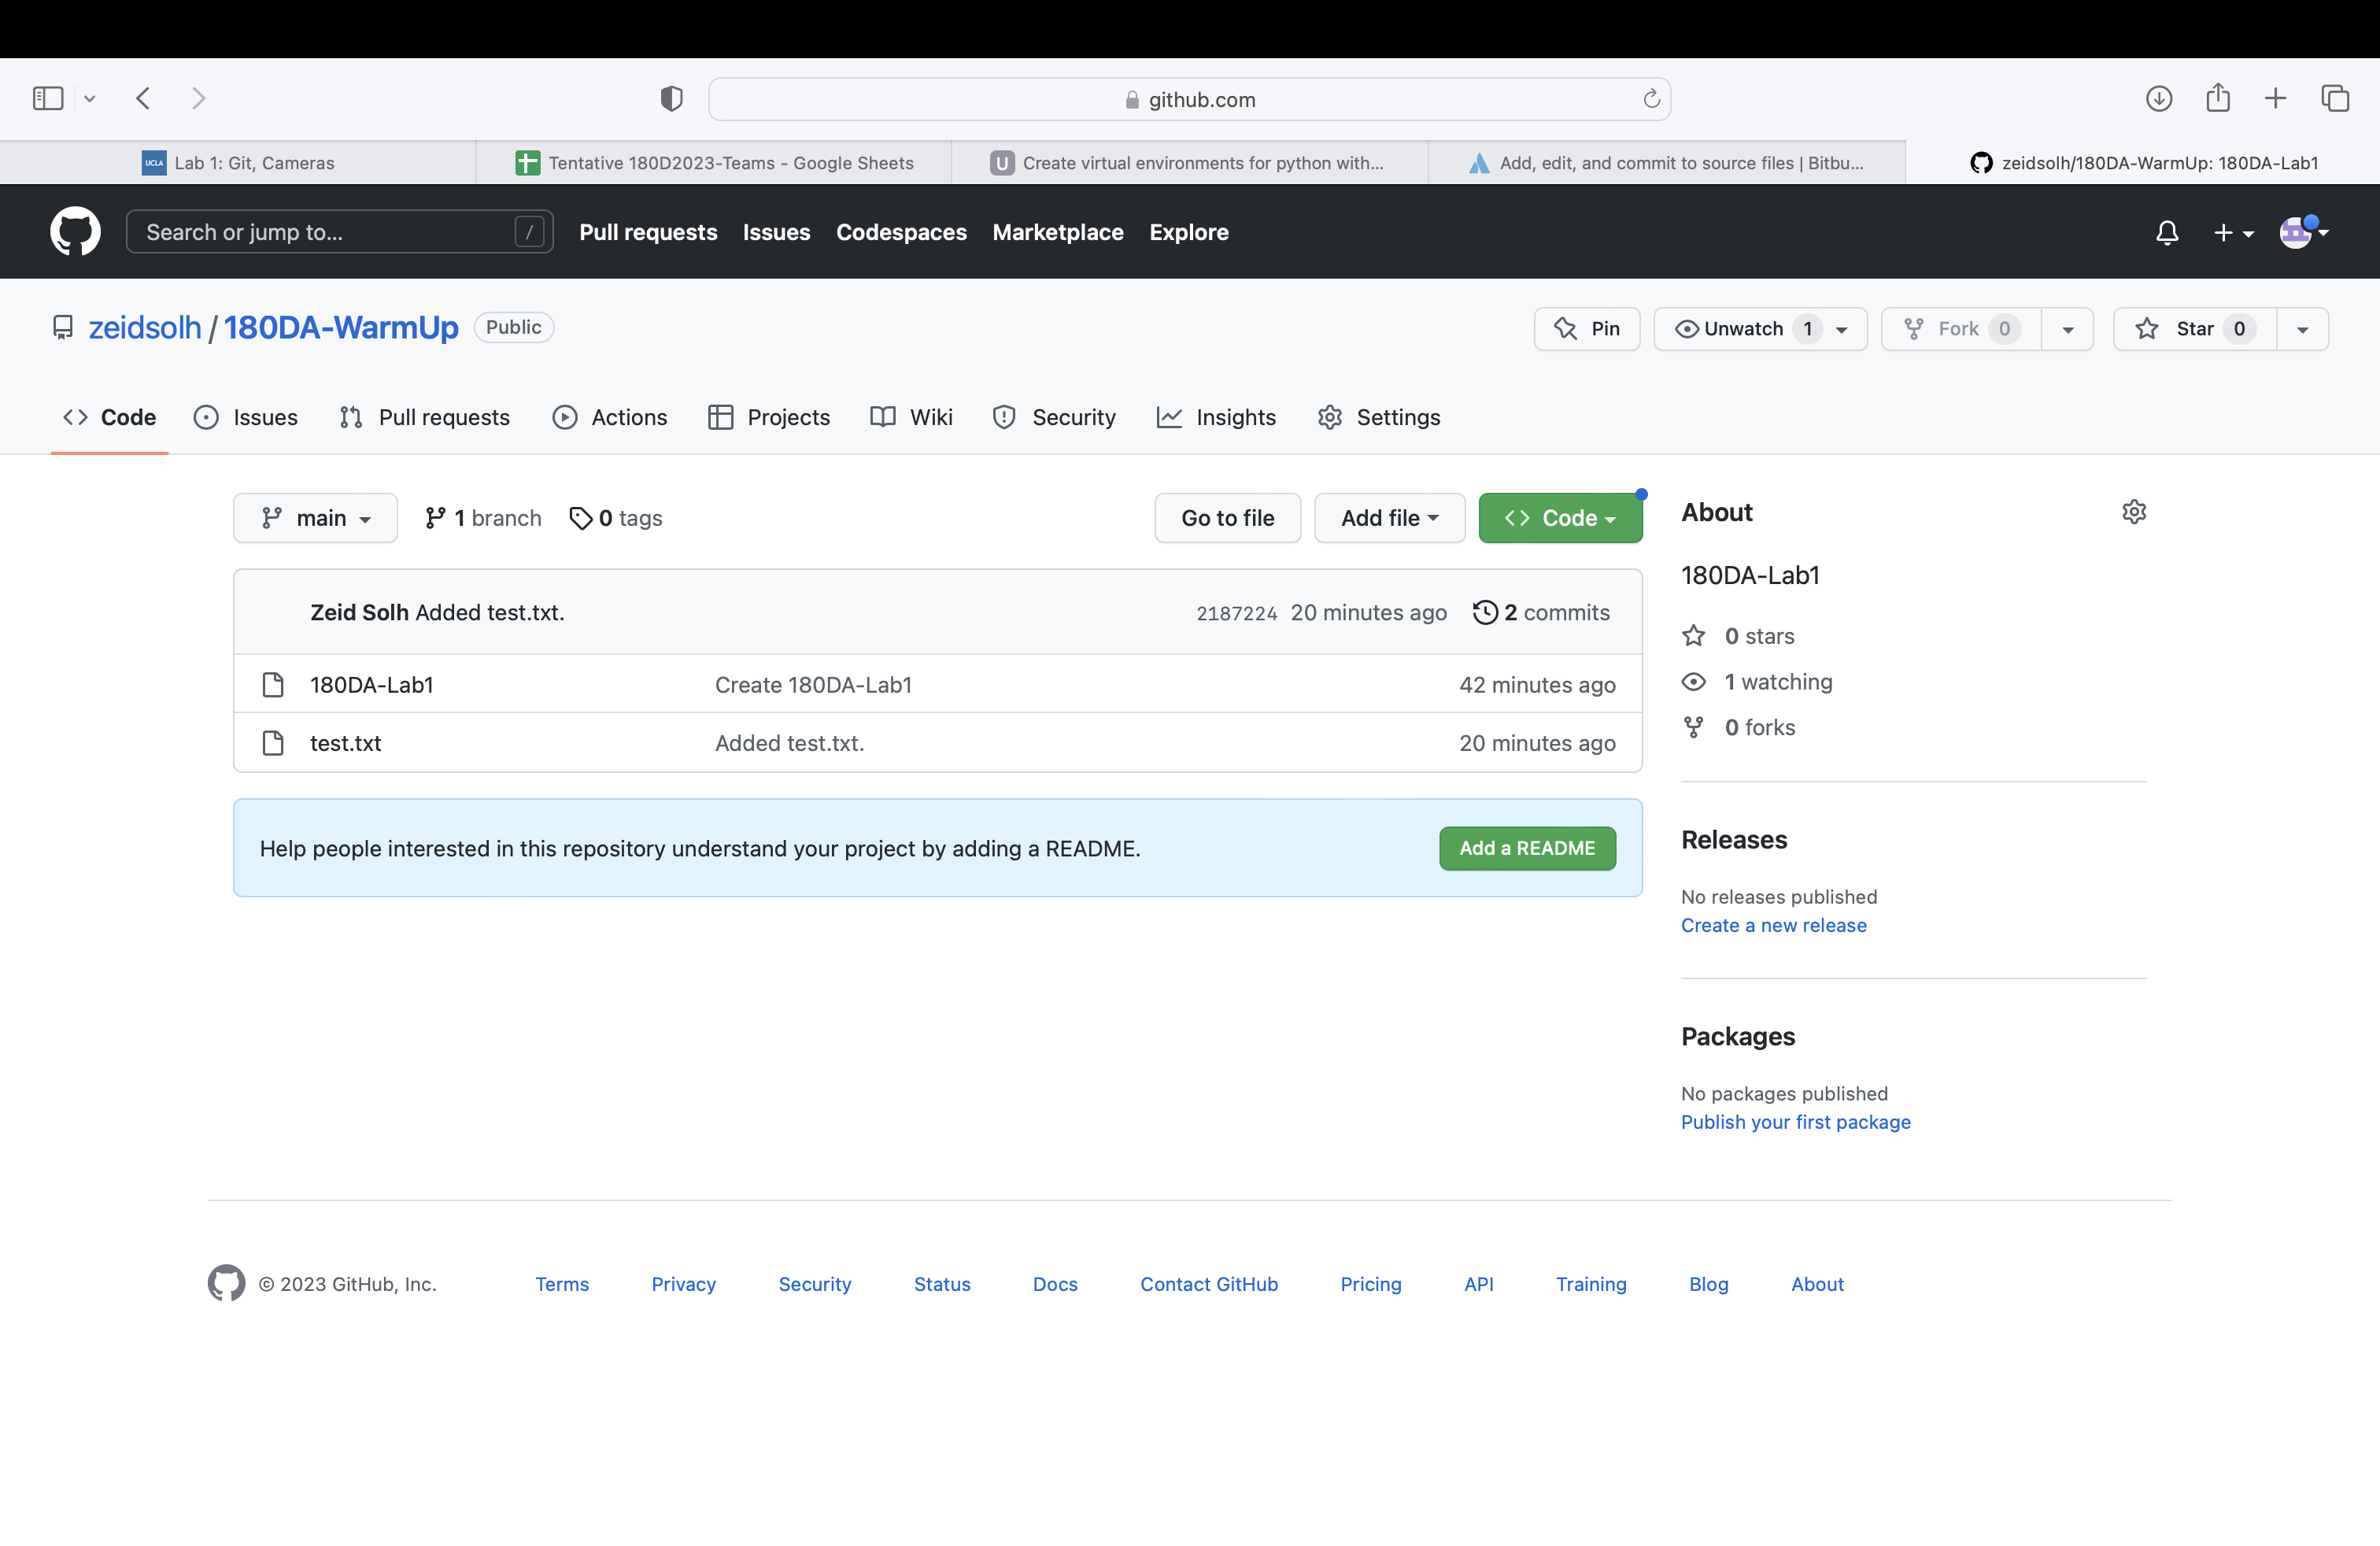 github.com
UCLA Lab 1: Git, Cameras
Tentative 180D2023-Teams - Google Sheets
U Create virtual environments for python with...
Add, edit, and commit to source files | Bitbu...
zeidsolh/180DA-WarmUp: 180DA-Lab1
Search or jump to... /
Pull requests Issues Codespaces Marketplace Explore
zeidsolh / 180DA-WarmUp Public
Pin Unwatch 1 Fork 0 Star 0
Code Issues Pull requests Actions Projects Wiki Security Insights Settings
main 1 branch 0 tags Go to file Add file Code
Zeid Solh Added test.txt. 2187224 20 minutes ago 2 commits
180DA-Lab1 Create 180DA-Lab1 42 minutes ago
test.txt Added test.txt. 20 minutes ago
Help people interested in this repository understand your project by adding a README. Add a README
About
180DA-Lab1
0 stars
1 watching
0 forks
Releases
No releases published
Create a new release
Packages
No packages published
Publish your first package
© 2023 GitHub, Inc. Terms Privacy Security Status Docs Contact GitHub Pricing API Training Blog About